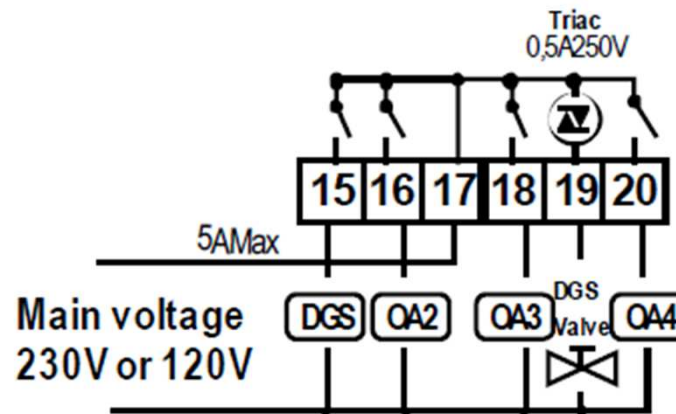 Triac
0,5A250V
15 16 17 18 19 20
5AMax
Main voltage
230V or 120V
DGS
OA2
OA3
DGS
Valve
OA4